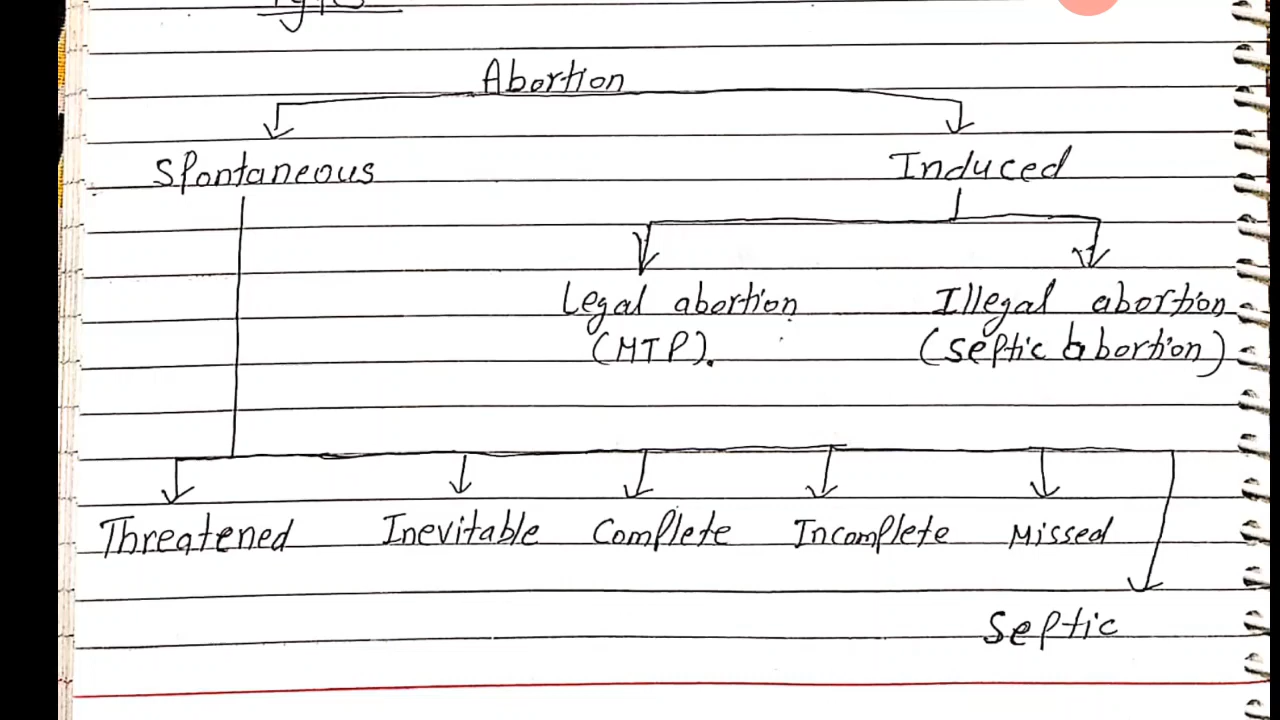 Abortion
Spontaneous Induced
Legal abortion Illegal abortion
(MTP). (septic abortion)
Threatened Inevitable Complete Incomplete Missed
Septic